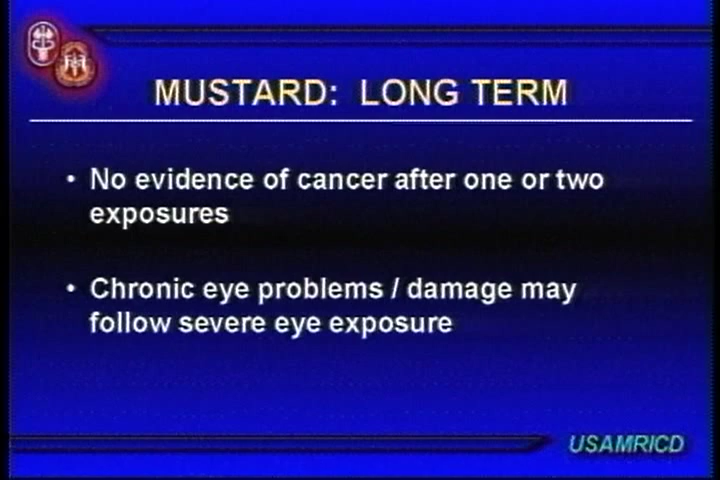 MUSTARD: LONG TERM
• No evidence of cancer after one or two
exposures
• Chronic eye problems / damage may
follow severe eye exposure
USAMRICD